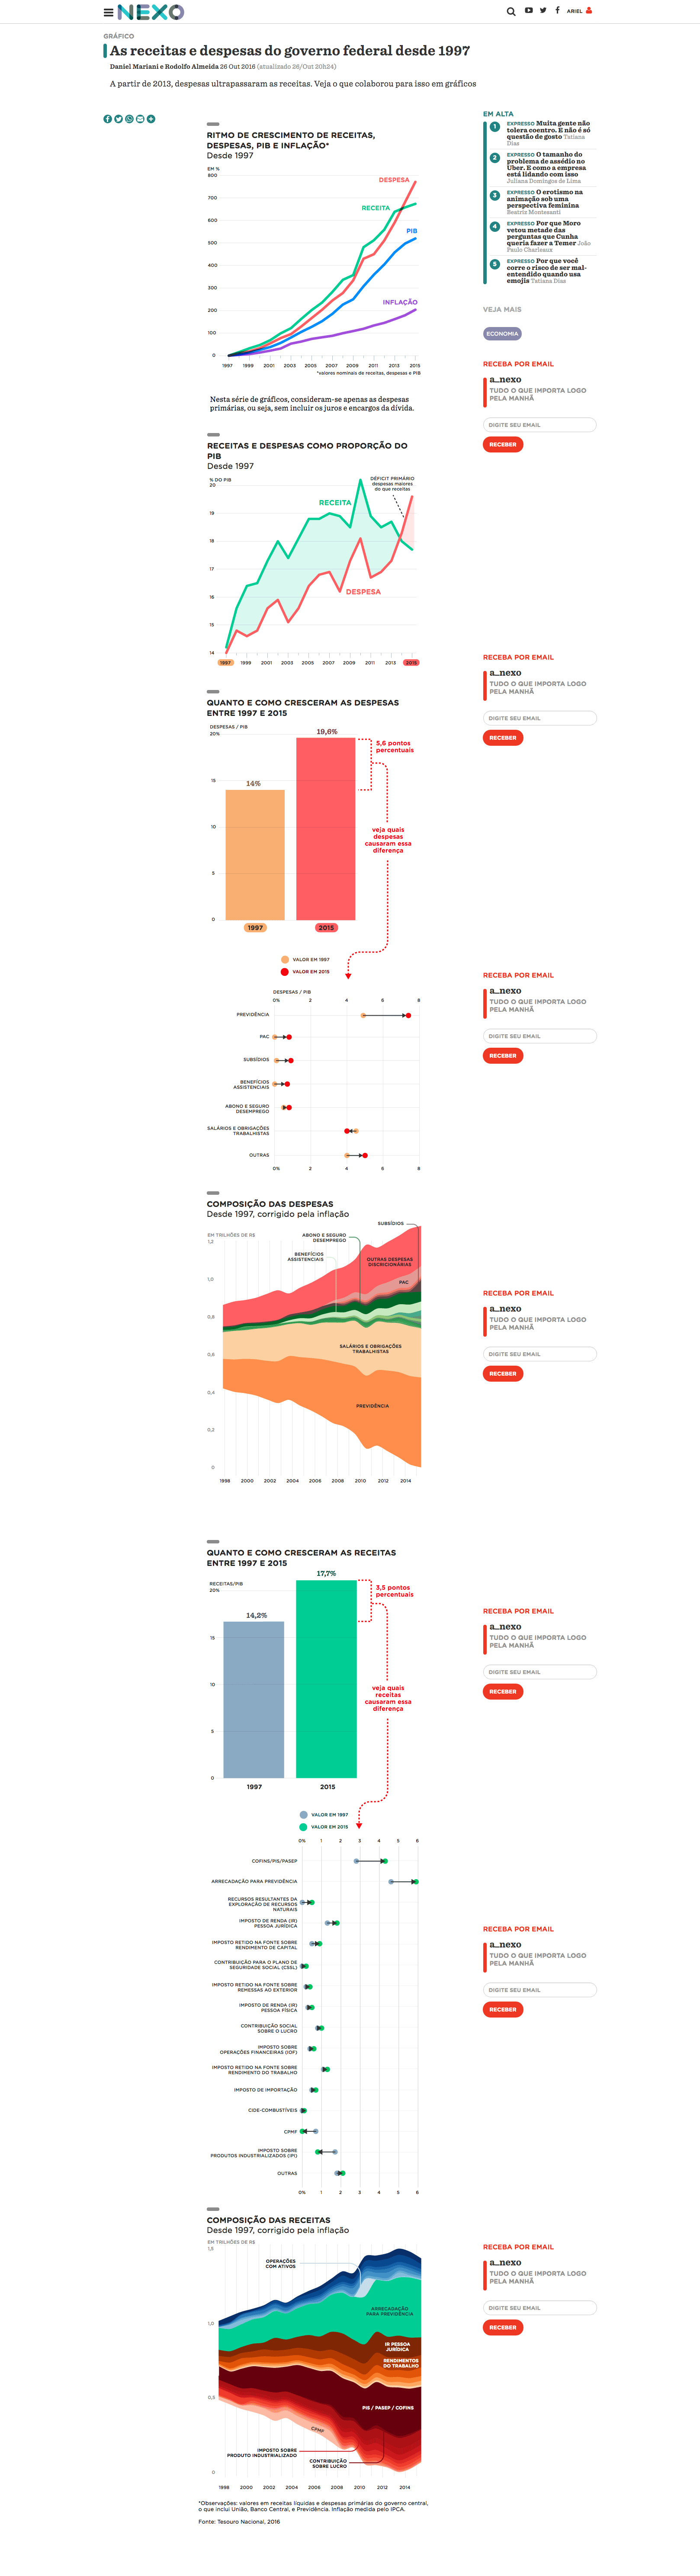 NEXO
ARIEL
GRÁFICO
As receitas e despesas do governo federal desde 1997
Daniel Mariani e Rodolfo Almeida 26 Out 2016 (atualizado 26/Out 20h24)
A partir de 2013, despesas ultrapassaram as receitas. Veja o que colaborou para isso em gráficos
EM ALTA
1 EXPRESSO Muita gente não
tolera coentro. E não é só
questão de gosto Tatiana
Dias
2 EXPRESSO O tamanho do
problema de assédio no
Uber. E como a empresa
está lidando com isso
Juliana Domingos de Lima
3 EXPRESSO O erotismo na
animação sob uma
perspectiva feminina
Beatriz Montesanti
4 EXPRESSO Por que Moro
vetou metade das
perguntas que Cunha
queria fazer a Temer João
Paulo Charleaux
5 EXPRESSO Por que você
corre o risco de ser mal-
entendido quando usa
emojis Tatiana Dias
VEJA MAIS
ECONOMIA
RECEBA POR EMAIL
a_nexo
TUDO O QUE IMPORTA LOGO
PELA MANHÃ
DIGITE SEU EMAIL
RECEBER
RITMO DE CRESCIMENTO DE RECEITAS,
DESPESAS, PIB E INFLAÇÃO*
Desde 1997
EM %
800
700
600
500
400
300
200
100
0
DESPESA
RECEITA
PIB
INFLAÇÃO
1997 1999 2001 2003 2005 2007 2009 2011 2013 2015
*valores nominais de receitas, despesas e PIB
Nesta série de gráficos, consideram-se apenas as despesas
primárias, ou seja, sem incluir os juros e encargos da dívida.
RECEITAS E DESPESAS COMO PROPORÇÃO DO
PIB
Desde 1997
% DO PIB
20
19
18
17
16
15
14
DÉFICIT PRIMÁRIO
despesas maiores
do que receitas
RECEITA
DESPESA
1997 1999 2001 2003 2005 2007 2009 2011 2013 2015
RECEBA POR EMAIL
a_nexo
TUDO O QUE IMPORTA LOGO
PELA MANHÃ
DIGITE SEU EMAIL
RECEBER
QUANTO E COMO CRESCERAM AS DESPESAS
ENTRE 1997 E 2015
DESPESAS / PIB
20%
15
10
5
0
14%
19,6%
1997
2015
5,6 pontos
percentuais
veja quais
despesas
causaram essa
diferença
VALOR EM 1997
VALOR EM 2015
DESPESAS / PIB
0% 2 4 6 8
PREVIDÊNCIA
PAC
SUBSÍDIOS
BENEFÍCIOS
ASSISTENCIAIS
ABONO E SEGURO
DESEMPREGO
SALÁRIOS E OBRIGAÇÕES
TRABALHISTAS
OUTRAS
0% 2 4 6 8
RECEBA POR EMAIL
a_nexo
TUDO O QUE IMPORTA LOGO
PELA MANHÃ
DIGITE SEU EMAIL
RECEBER
COMPOSIÇÃO DAS DESPESAS
Desde 1997, corrigido pela inflação
EM TRILHÕES DE R$
1,2
1,0
0,8
0,6
0,4
0,2
0
SUBSÍDIOS
ABONO E SEGURO
DESEMPREGO
BENEFÍCIOS
ASSISTENCIAIS
OUTRAS DESPESAS
DISCRICIONÁRIAS
PAC
SALÁRIOS E OBRIGAÇÕES
TRABALHISTAS
PREVIDÊNCIA
1998 2000 2002 2004 2006 2008 2010 2012 2014
RECEBA POR EMAIL
a_nexo
TUDO O QUE IMPORTA LOGO
PELA MANHÃ
DIGITE SEU EMAIL
RECEBER
QUANTO E COMO CRESCERAM AS RECEITAS
ENTRE 1997 E 2015
RECEITAS/PIB
20%
15
10
5
0
14,2%
17,7%
1997
2015
3,5 pontos
percentuais
veja quais
receitas
causaram essa
diferença
VALOR EM 1997
VALOR EM 2015
RECEBA POR EMAIL
a_nexo
TUDO O QUE IMPORTA LOGO
PELA MANHÃ
DIGITE SEU EMAIL
RECEBER
0% 1 2 3 4 5 6
COFINS/PIS/PASEP
ARRECADAÇÃO PARA PREVIDÊNCIA
RECURSOS RESULTANTES DA
EXPLORAÇÃO DE RECURSOS
NATURAIS
IMPOSTO DE RENDA (IR)
PESSOA JURÍDICA
IMPOSTO RETIDO NA FONTE SOBRE
RENDIMENTO DE CAPITAL
CONTRIBUIÇÃO PARA O PLANO DE
SEGURIDADE SOCIAL (CSSL)
IMPOSTO RETIDO NA FONTE SOBRE
REMESSAS AO EXTERIOR
IMPOSTO DE RENDA (IR)
PESSOA FÍSICA
CONTRIBUIÇÃO SOCIAL
SOBRE O LUCRO
IMPOSTO SOBRE
OPERAÇÕES FINANCEIRAS (IOF)
IMPOSTO RETIDO NA FONTE SOBRE
RENDIMENTO DO TRABALHO
IMPOSTO DE IMPORTAÇÃO
CIDE-COMBUSTÍVEIS
CPMF
IMPOSTO SOBRE
PRODUTOS INDUSTRIALIZADOS (IPI)
OUTRAS
0% 1 2 3 4 5 6
RECEBA POR EMAIL
a_nexo
TUDO O QUE IMPORTA LOGO
PELA MANHÃ
DIGITE SEU EMAIL
RECEBER
COMPOSIÇÃO DAS RECEITAS
Desde 1997, corrigido pela inflação
EM TRILHÕES DE R$
1,5
1,0
0,5
0
OPERAÇÕES
COM ATIVOS
ARRECADAÇÃO
PARA PREVIDÊNCIA
IR PESSOA
JURÍDICA
RENDIMENTOS
DO TRABALHO
PIS / PASEP / COFINS
CPMF
IMPOSTO SOBRE
PRODUTO INDUSTRIALIZADO
CONTRIBUIÇÃO
SOBRE LUCRO
1998 2000 2002 2004 2006 2008 2010 2012 2014
RECEBA POR EMAIL
a_nexo
TUDO O QUE IMPORTA LOGO
PELA MANHÃ
DIGITE SEU EMAIL
RECEBER
*Observações: valores em receitas líquidas e despesas primárias do governo central,
o que inclui União, Banco Central, e Previdência. Inflação medida pelo IPCA.
Fonte: Tesouro Nacional, 2016